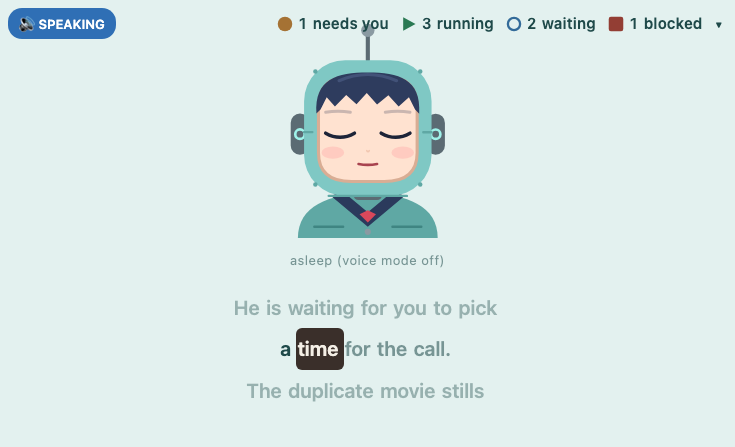 SPEAKING
1 needs you 3 running 2 waiting 1 blocked
asleep (voice mode off)
He is waiting for you to pick
a time for the call.
The duplicate movie stills